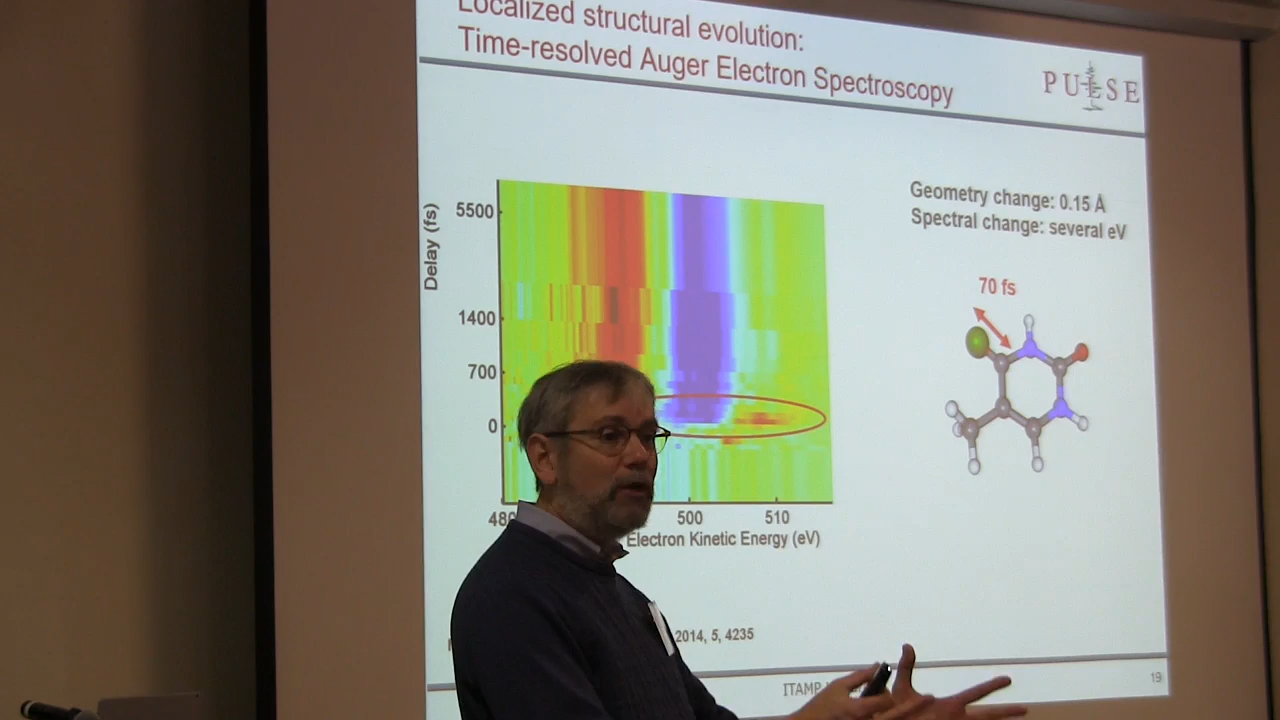 Localized structural evolution:
Time-resolved Auger Electron Spectroscopy
PULSE
Geometry change: 0.15 Å
Spectral change: several eV
70 fs
Delay (fs)
5500
1400
700
0
480
500
510
Electron Kinetic Energy (eV)
2014, 5, 4235
ITAMP
19